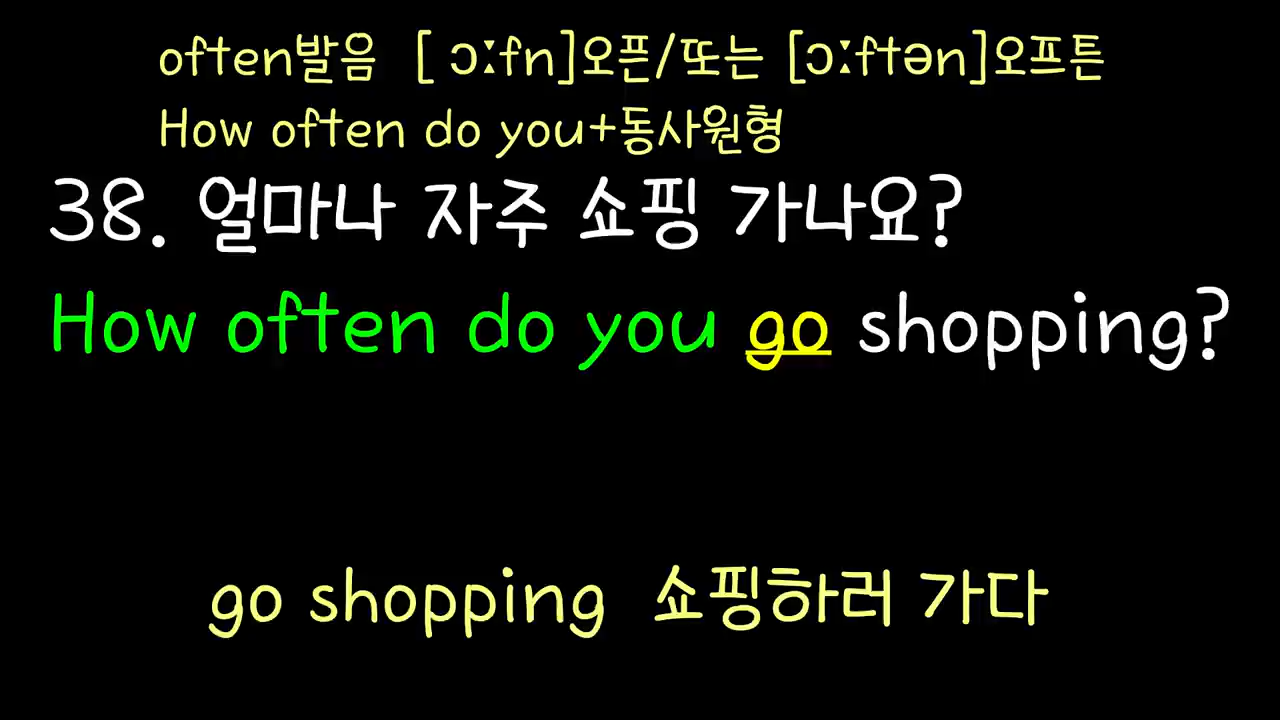 often발음 [ ɔːfn]오픈/또는 [ɔːftən]오프튼
How often do you+동사원형
38. 얼마나 자주 쇼핑 가나요?
How often do you go shopping?
go shopping 쇼핑하러 가다